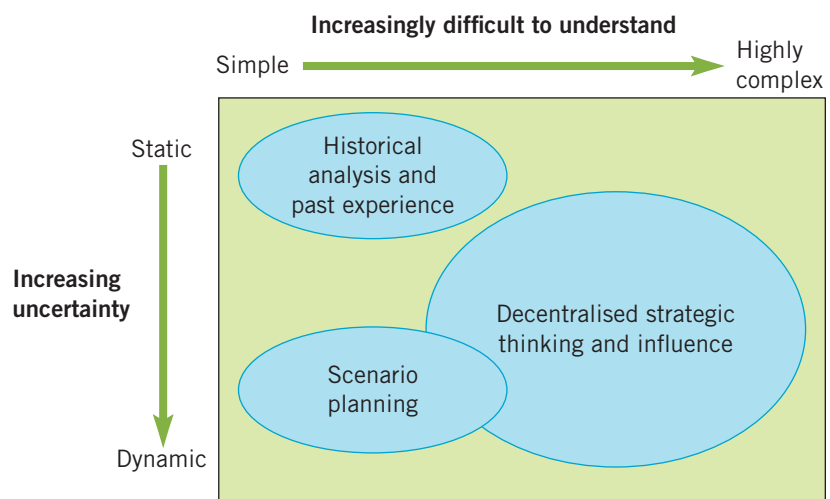 Increasingly difficult to understand
Simple
Highly
complex
Static
Historical
analysis and
past experience
Increasing
uncertainty
Decentralised strategic
thinking and influence
Scenario
planning
Dynamic